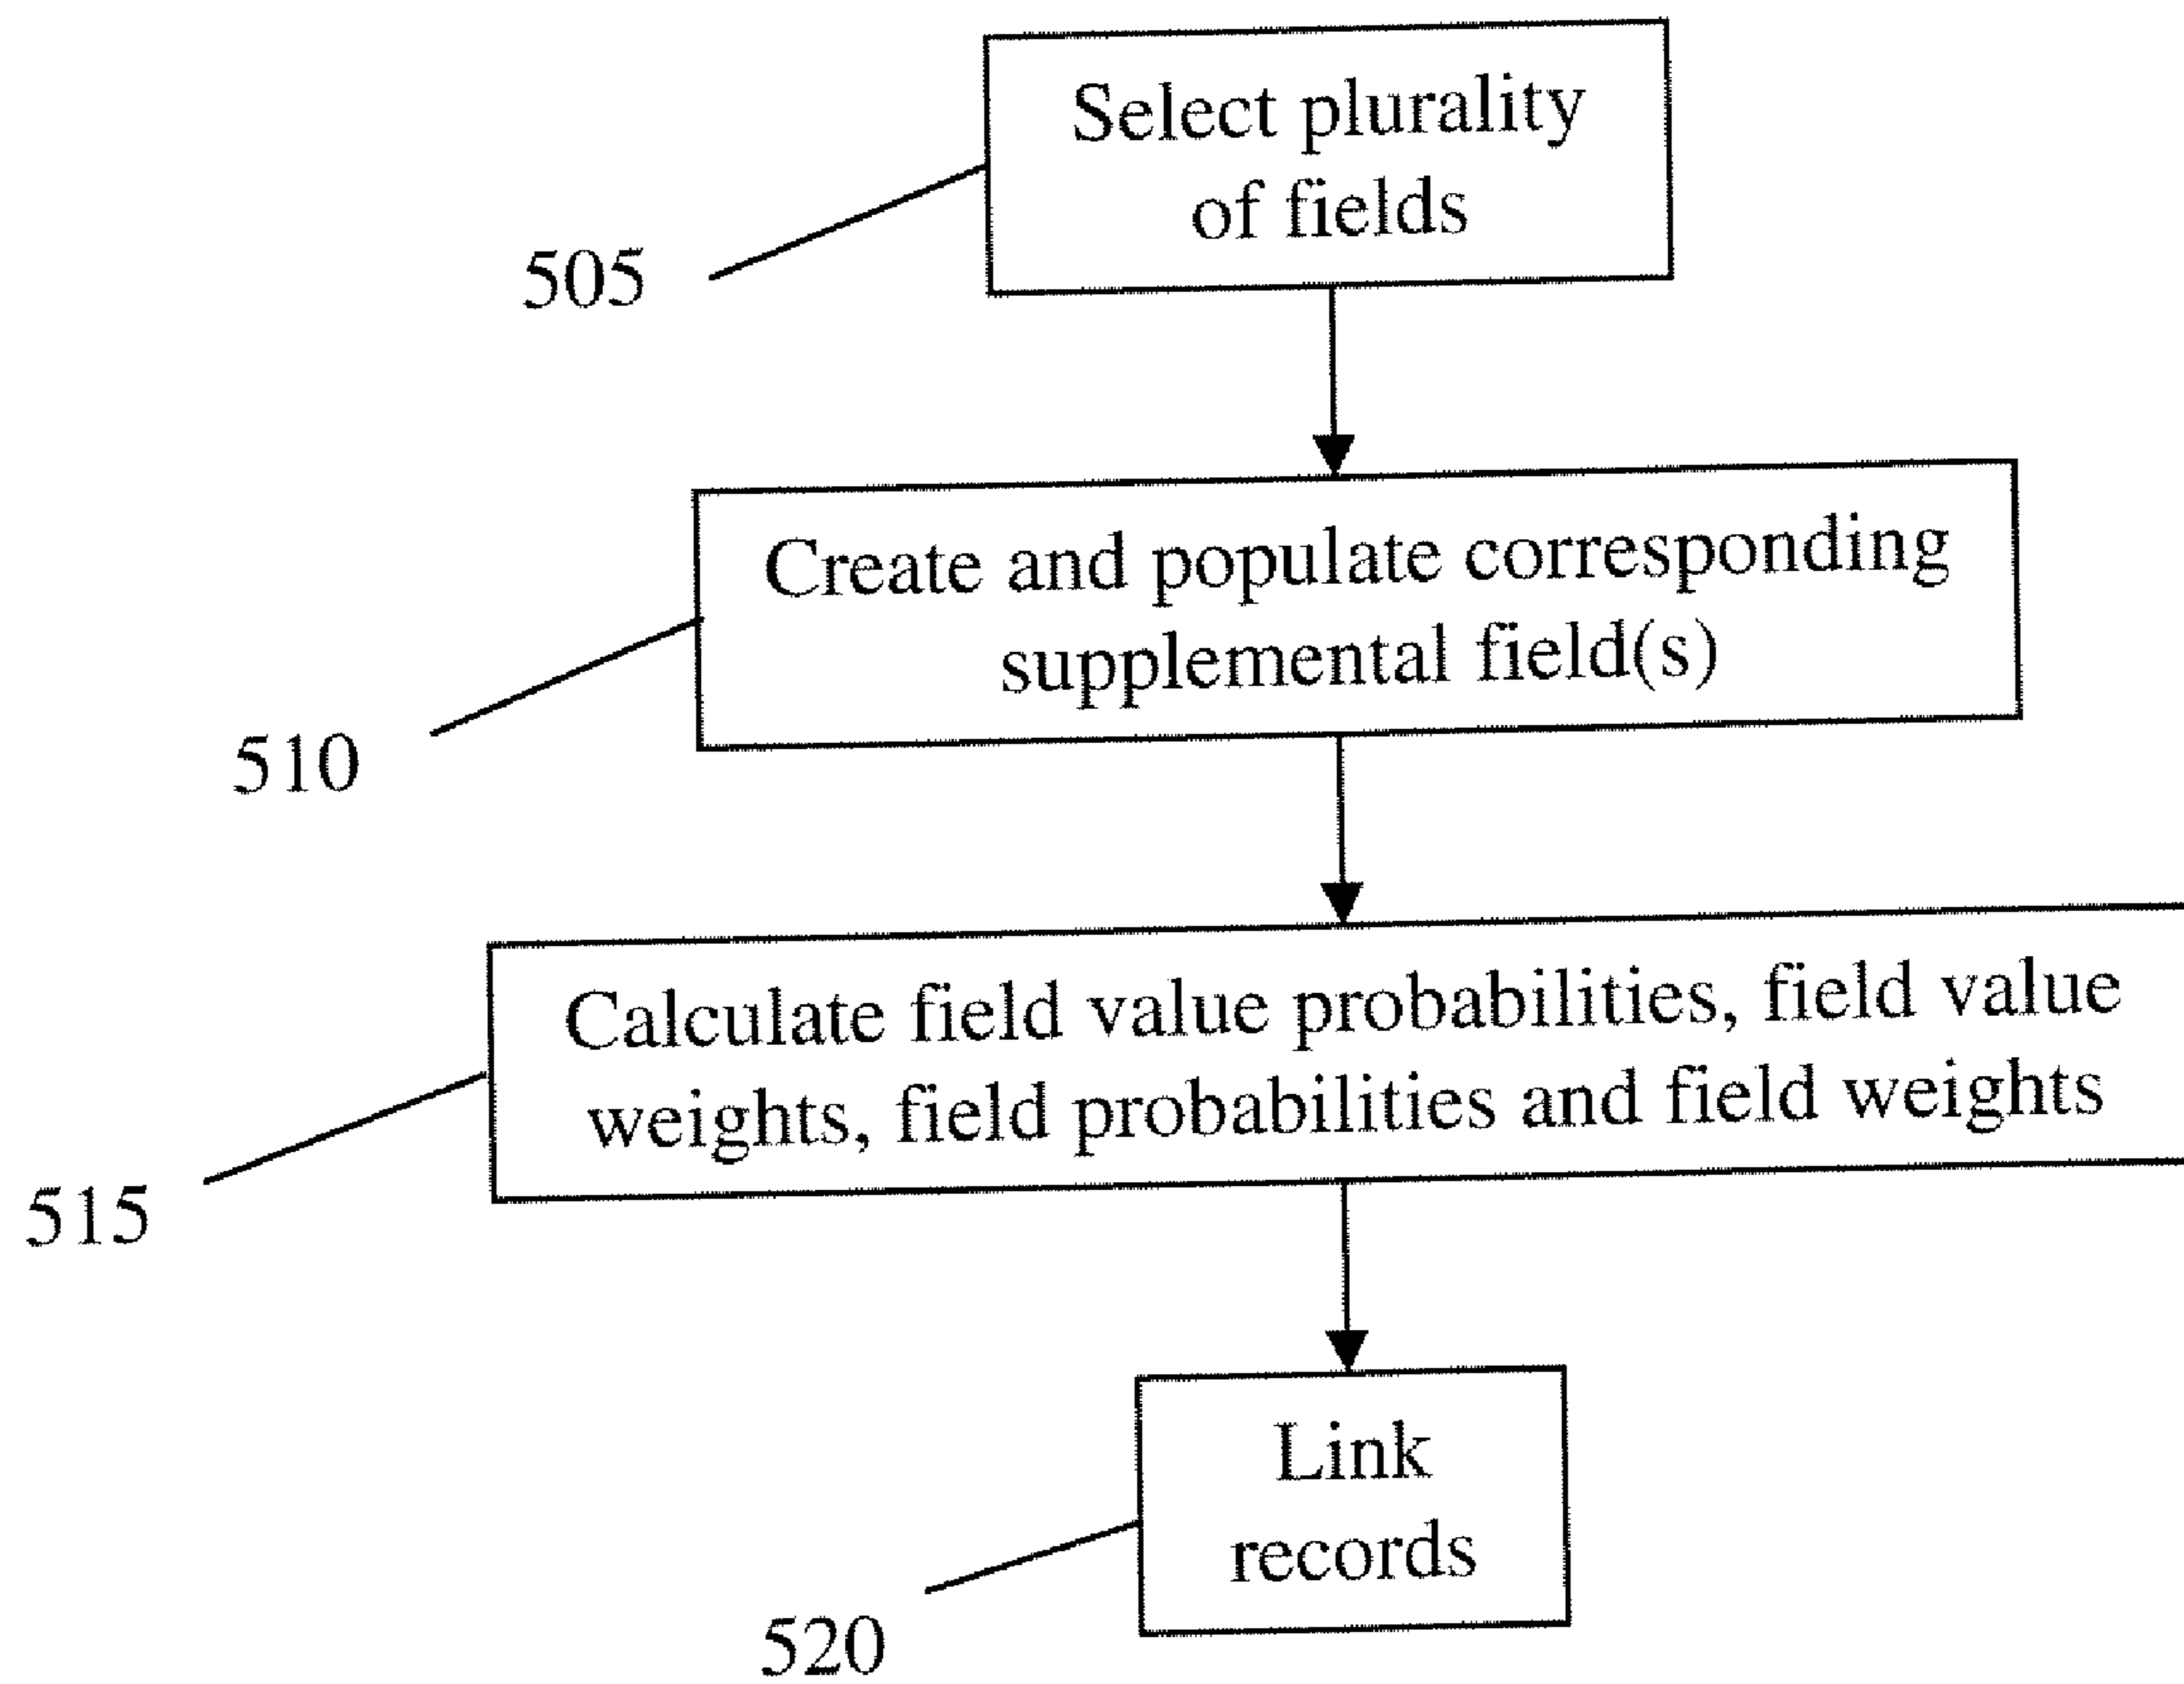 Select plurality
of fields
505
Create and populate corresponding
supplemental field(s)
510
Calculate field value probabilities, field value
weights, field probabilities and field weights
515
Link
records
520